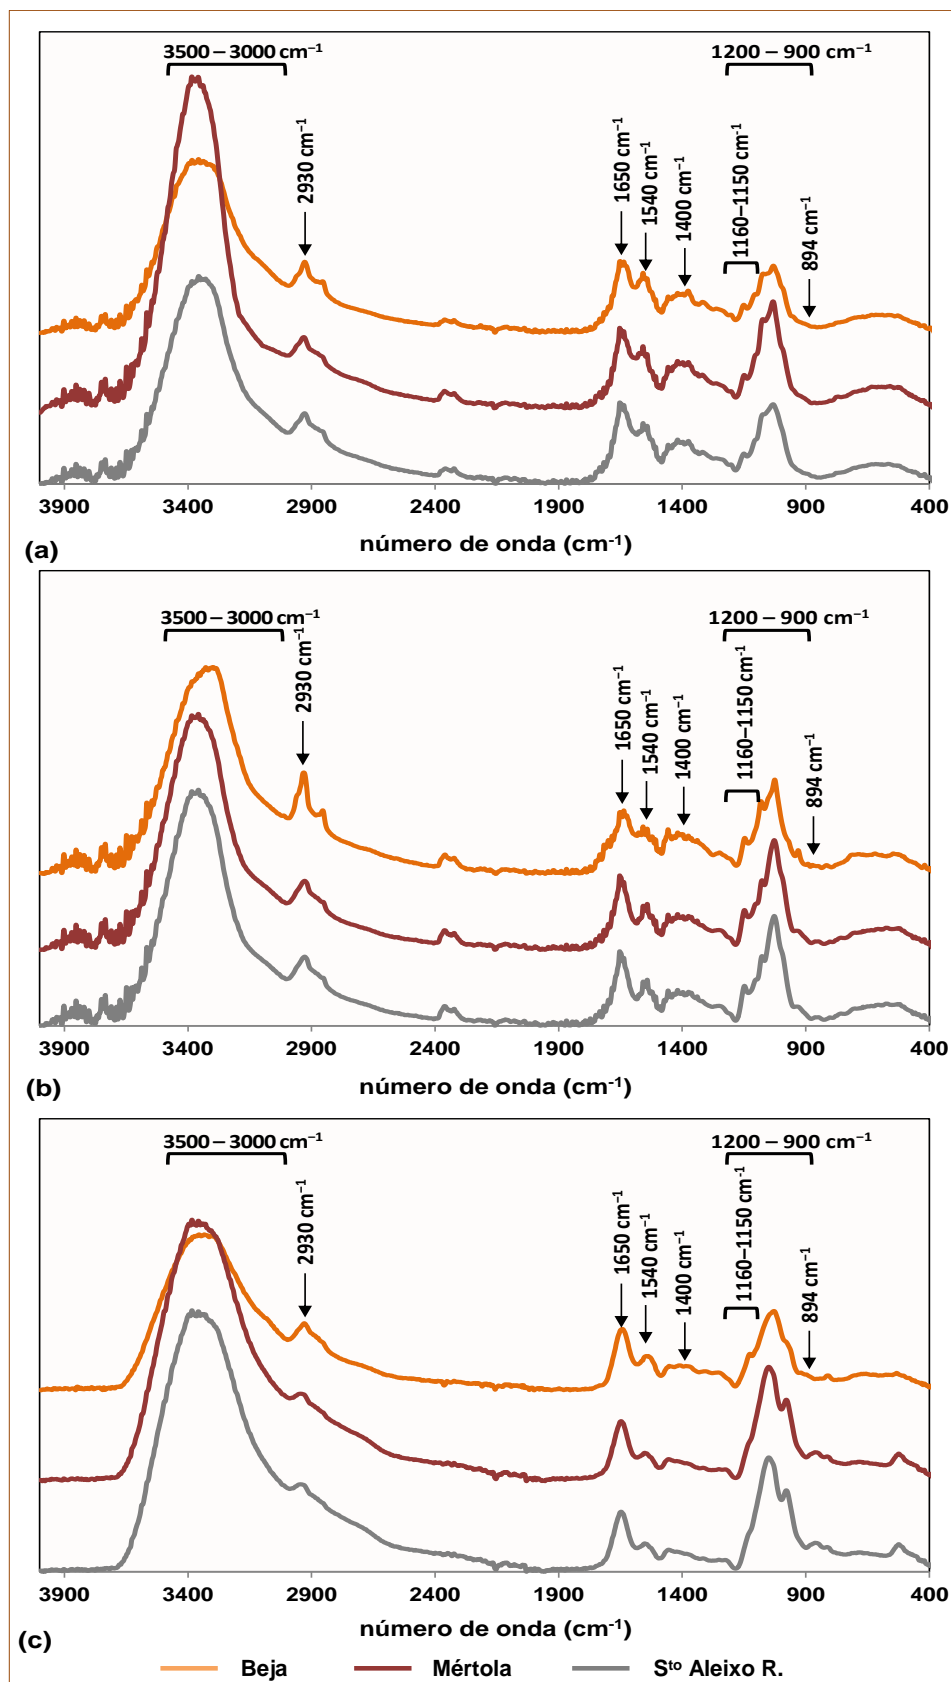 3500 – 3000 cm⁻¹
1200 – 900 cm⁻¹
2930 cm⁻¹
1650 cm⁻¹
1540 cm⁻¹
1400 cm⁻¹
1160–1150 cm⁻¹
894 cm⁻¹
3900 3400 2900 2400 1900 1400 900 400
(a)
número de onda (cm⁻¹)
3500 – 3000 cm⁻¹
1200 – 900 cm⁻¹
2930 cm⁻¹
1650 cm⁻¹
1540 cm⁻¹
1400 cm⁻¹
1160–1150 cm⁻¹
894 cm⁻¹
3900 3400 2900 2400 1900 1400 900 400
(b)
número de onda (cm⁻¹)
3500 – 3000 cm⁻¹
1200 – 900 cm⁻¹
2930 cm⁻¹
1650 cm⁻¹
1540 cm⁻¹
1400 cm⁻¹
1160–1150 cm⁻¹
894 cm⁻¹
3900 3400 2900 2400 1900 1400 900 400
número de onda (cm⁻¹)
(c)
Beja Mértola Sᵗᵒ Aleixo R.